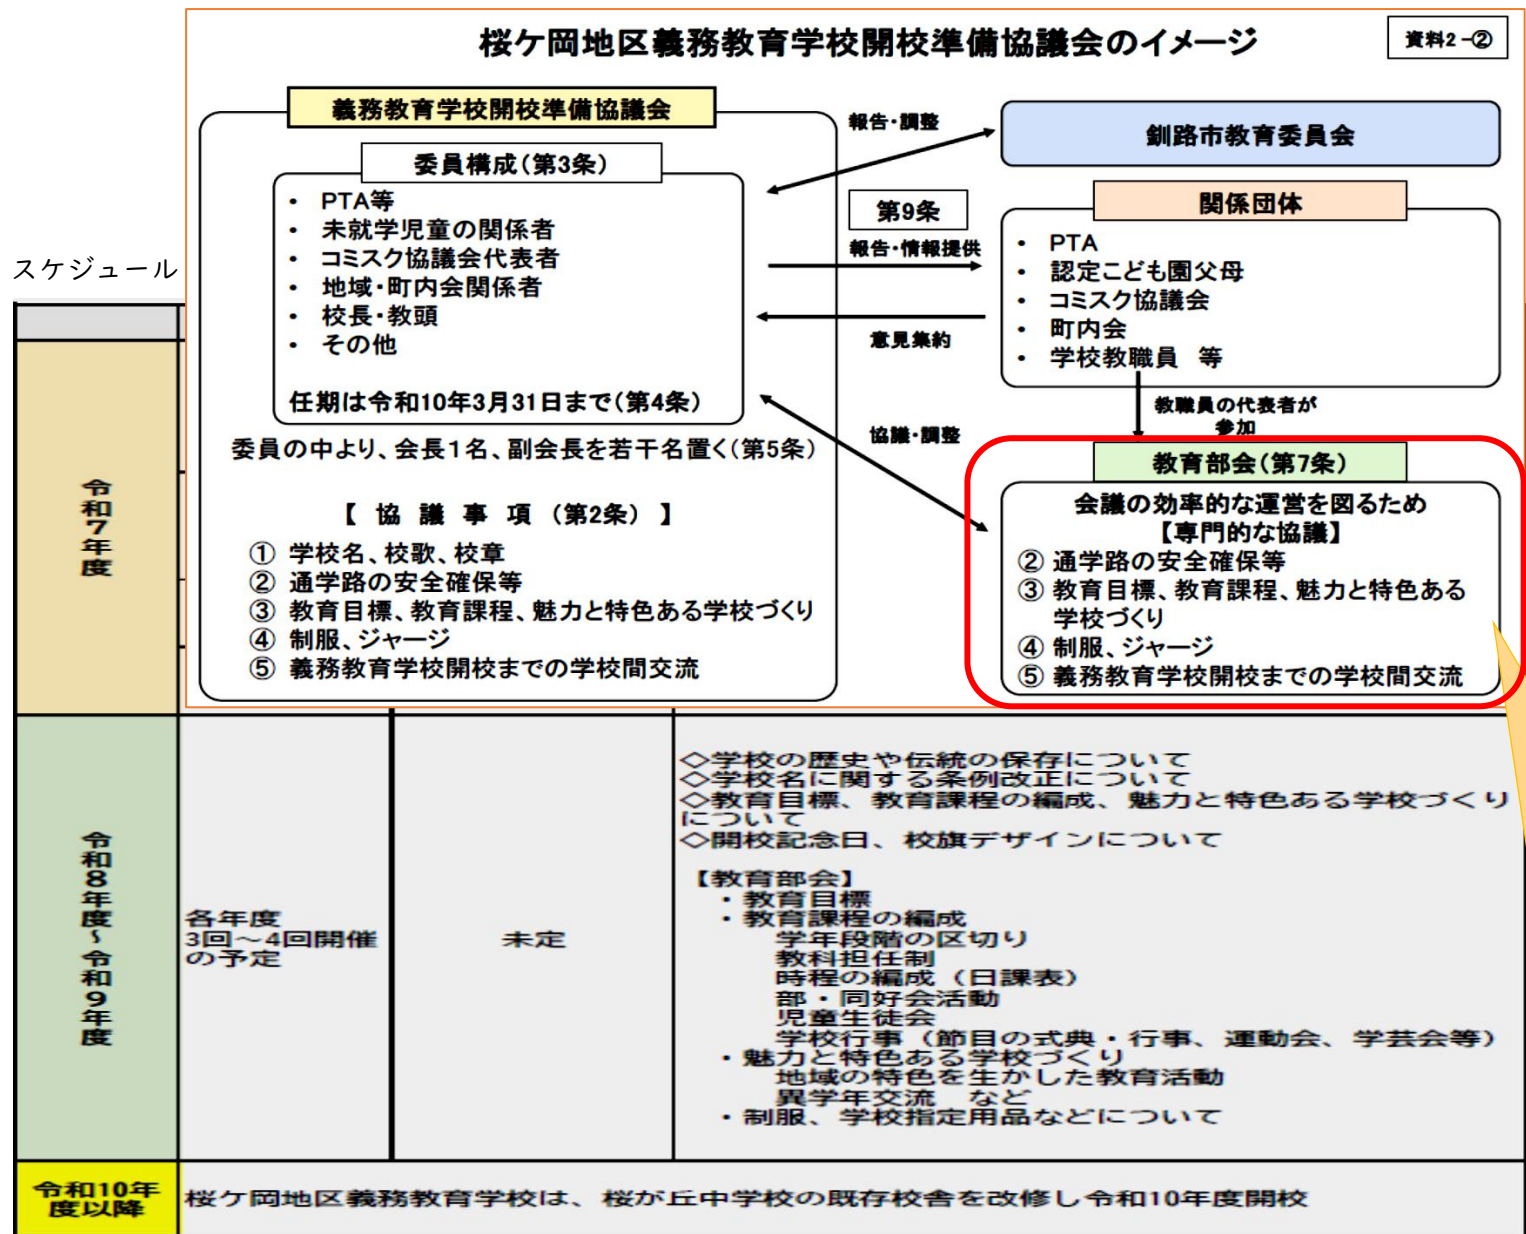 桜ケ岡地区義務教育学校開校準備協議会のイメージ
資料2-②
義務教育学校開校準備協議会
委員構成(第3条)
・ PTA等
・ 未就学児童の関係者
・ コミスク協議会代表者
・ 地域・町内会関係者
・ 校長・教頭
・ その他
任期は令和10年3月31日まで(第4条)
委員の中より、会長1名、副会長を若干名置く(第5条)
【 協 議 事 項 (第2条) 】
① 学校名、校歌、校章
② 通学路の安全確保等
③ 教育目標、教育課程、魅力と特色ある学校づくり
④ 制服、ジャージ
⑤ 義務教育学校開校までの学校間交流
報告・調整
第9条
報告・情報提供
意見集約
協議・調整
釧路市教育委員会
関係団体
・ PTA
・ 認定こども園父母
・ コミスク協議会
・ 町内会
・ 学校教職員 等
教職員の代表者が
参加
教育部会(第7条)
会議の効率的な運営を図るため
【専門的な協議】
② 通学路の安全確保等
③ 教育目標、教育課程、魅力と特色ある
学校づくり
④ 制服、ジャージ
⑤ 義務教育学校開校までの学校間交流
スケジュール
令和7年度
令和8年度~令和9年度
各年度
3回~4回開催
の予定
未定
◇学校の歴史や伝統の保存について
◇学校名に関する条例改正について
◇教育目標、教育課程の編成、魅力と特色ある学校づくり
について
◇開校記念日、校旗デザインについて
【教育部会】
・教育目標
・教育課程の編成
学年段階の区切り
教科担任制
時程の編成(日課表)
部・同好会活動
児童生徒会
学校行事(節目の式典・行事、運動会、学芸会等)
・魅力と特色ある学校づくり
地域の特色を生かした教育活動
異学年交流 など
・制服、学校指定用品などについて
令和10年
度以降
桜ケ岡地区義務教育学校は、桜が丘中学校の既存校舎を改修し令和10年度開校